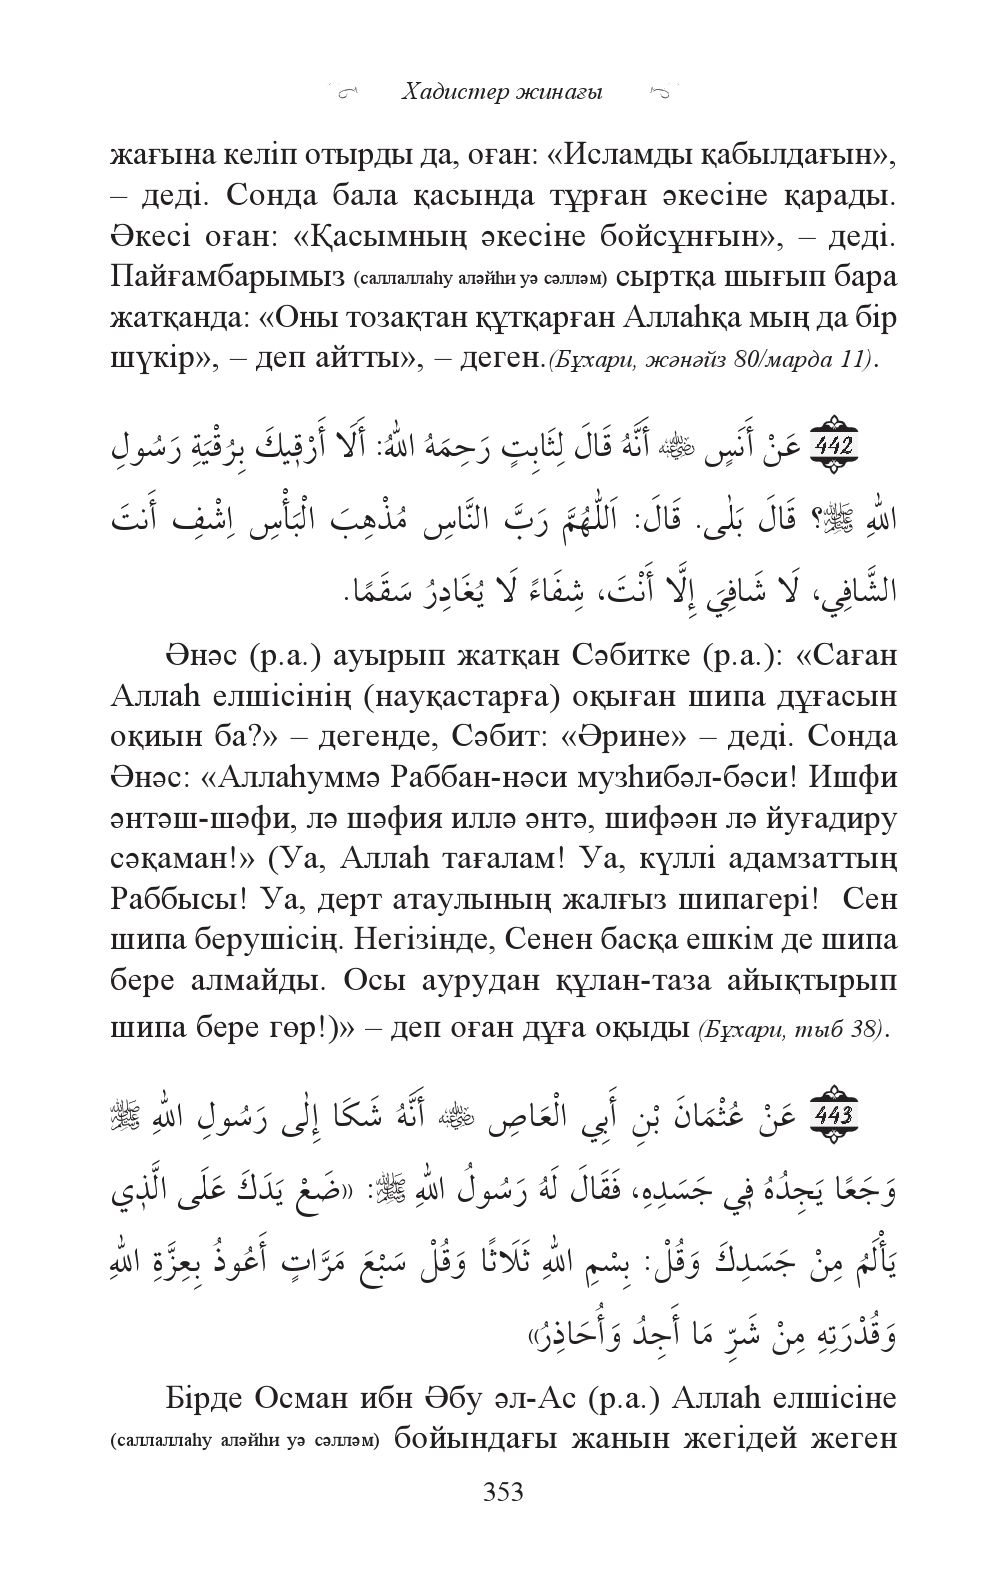 Хадистер жинағы
жағына келіп отырды да, оған: «Исламды қабылдағын»,
– деді. Сонда бала қасында тұрған әкесіне қарады.
Әкесі оған: «Қасымның әкесіне бойсұнғын», – деді.
Пайғамбарымыз (саллаллаһу аләйһи уә сәлләм) сыртқа шығып бара
жатқанда: «Оны тозақтан құтқарған Аллаһқа мың да бір
шүкір», – деп айтты», – деген.(Бұхари, жәнәйз 80/марда 11).
442 عَنْ أَنَسٍ ﷁ أَنَّهُ قَالَ لِثَابِتٍ رَحِمَهُ اللهُ: أَلَا أَرْقِيكَ بِرُقْيَةِ رَسُولِ
اللهِ ﷺ؟ قَالَ بَلٰى. قَالَ: اَللّٰهُمَّ رَبَّ النَّاسِ مُذْهِبَ الْبَأْسِ اِشْفِ أَنتَ
الشَّافِي، لَا شَافِيَ إِلَّا أَنْتَ، شِفَاءً لَا يُغَادِرُ سَقَمًا.
Әнәс (р.а.) ауырып жатқан Сәбитке (р.а.): «Саған
Аллаһ елшісінің (науқастарға) оқыған шипа дұғасын
оқиын ба?» – дегенде, Сәбит: «Әрине» – деді. Сонда
Әнәс: «Аллаһуммә Раббан-нәси музһибәл-бәси! Ишфи
әнтәш-шәфи, лә шәфия иллә әнтә, шифәән лә йуғадиру
сәқаман!» (Уа, Аллаһ тағалам! Уа, күллі адамзаттың
Раббысы! Уа, дерт атаулының жалғыз шипагері! Сен
шипа берушісің. Негізінде, Сенен басқа ешкім де шипа
бере алмайды. Осы аурудан құлан-таза айықтырып
шипа бере гөр!)» – деп оған дұға оқыды (Бұхари, тыб 38).
443 عَنْ عُثْمَانَ بْنِ أَبِي الْعَاصِ ﷁ أَنَّهُ شَكَا إِلٰى رَسُولِ اللهِ ﷺ
وَجَعًا يَجِدُهُ فِي جَسَدِهِ، فَقَالَ لَهُ رَسُولُ اللهِ ﷺ: «ضَعْ يَدَكَ عَلَى الَّذِي
يَأْلَمُ مِنْ جَسَدِكَ وَقُلْ: بِسْمِ اللهِ ثَلَاثًا وَقُلْ سَبْعَ مَرَّاتٍ أَعُوذُ بِعِزَّةِ اللهِ
وَقُدْرَتِهِ مِنْ شَرِّ مَا أَجِدُ وَأُحَاذِرُ»
Бірде Осман ибн Әбу әл-Ас (р.а.) Аллаһ елшісіне
(саллаллаһу аләйһи уә сәлләм) бойындағы жанын жегідей жеген
353